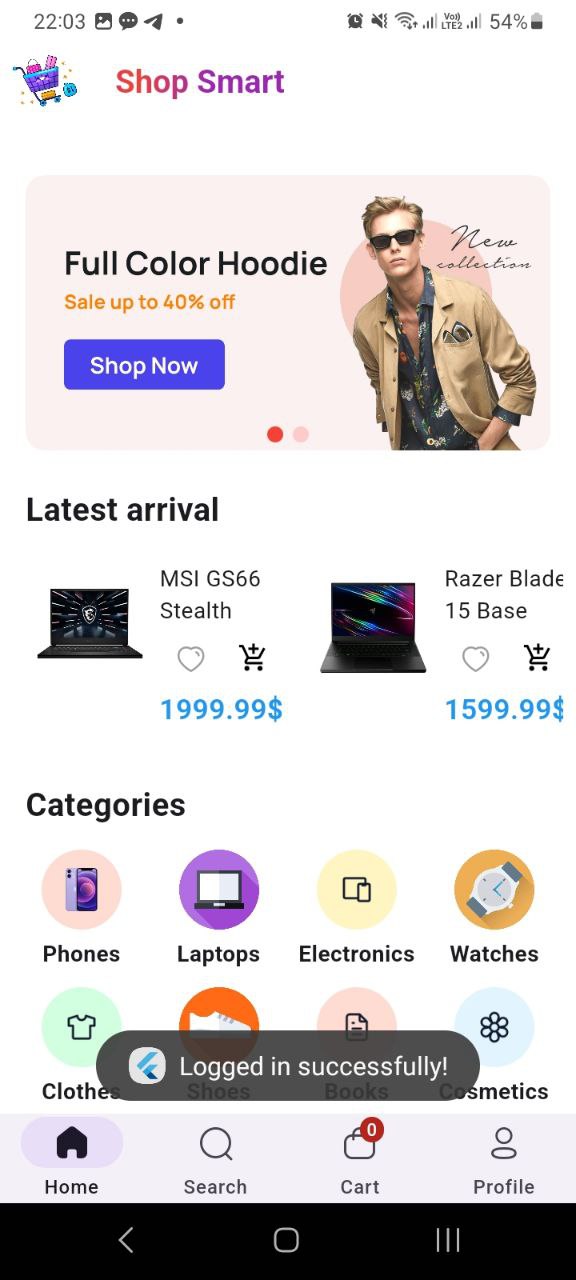 22:03
Vo))
LTE2
54%
Shop Smart
Full Color Hoodie
Sale up to 40% off
Shop Now
New
collection
Latest arrival
MSI GS66
Stealth
1999.99$
Razer Blade
15 Base
1599.99$
Categories
Phones
Laptops
Electronics
Watches
Logged in successfully!
Clothes
Shoes
Books
Cosmetics
0
Home
Search
Cart
Profile